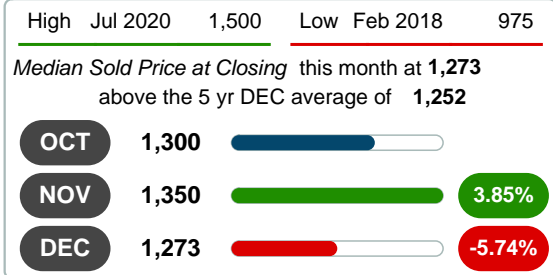 High Jul 2020 1,500 Low Feb 2018 975
Median Sold Price at Closing this month at 1,273
above the 5 yr DEC average of 1,252
OCT 1,300
NOV 1,350 3.85%
DEC 1,273 -5.74%